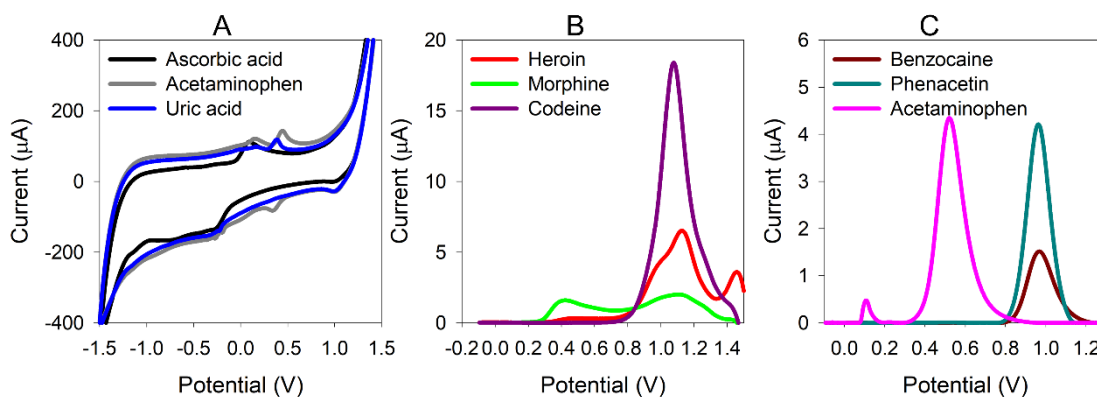 A
B
C
400
200
0
-200
-400
Current (µA)
Ascorbic acid
Acetaminophen
Uric acid
-1.5 -1.0 -0.5 0.0 0.5 1.0 1.5
Potential (V)
20
15
10
5
0
Current (µA)
Heroin
Morphine
Codeine
-0.2 0.0 0.2 0.4 0.6 0.8 1.0 1.2 1.4
Potential (V)
6
5
4
3
2
1
0
Current (µA)
Benzocaine
Phenacetin
Acetaminophen
0.0 0.2 0.4 0.6 0.8 1.0 1.2
Potential (V)